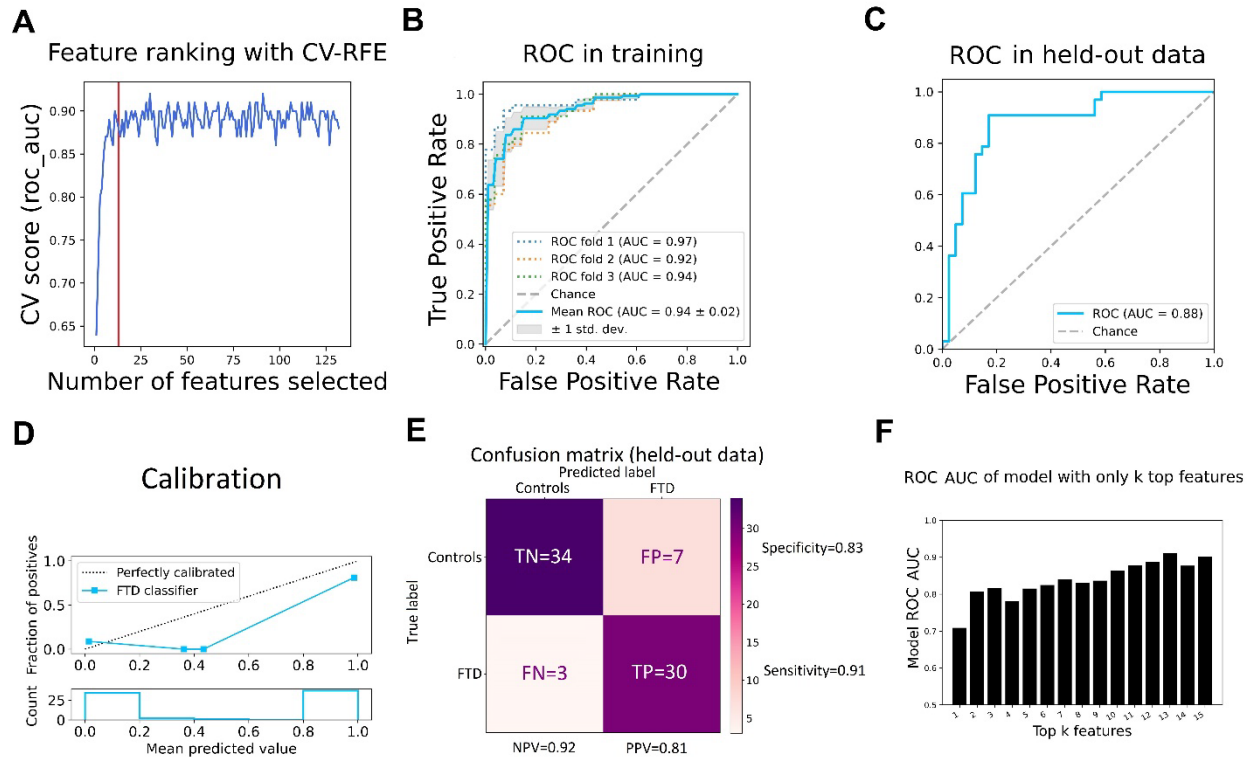 A
Feature ranking with CV-RFE
CV score (roc_auc)
0.90
0.85
0.80
0.75
0.70
0.65
0 25 50 75 100 125
Number of features selected
B
ROC in training
True Positive Rate
1.0
0.8
0.6
0.4
0.2
0.0
ROC fold 1 (AUC = 0.97)
ROC fold 2 (AUC = 0.92)
ROC fold 3 (AUC = 0.94)
Chance
Mean ROC (AUC = 0.94 ± 0.02)
± 1 std. dev.
0.0 0.2 0.4 0.6 0.8 1.0
False Positive Rate
C
ROC in held-out data
1.0
0.8
0.6
0.4
0.2
0.0
ROC (AUC = 0.88)
Chance
0.0 0.2 0.4 0.6 0.8 1.0
False Positive Rate
D
Calibration
Fraction of positives
1.0
0.5
0.0
Perfectly calibrated
FTD classifier
0.0 0.2 0.4 0.6 0.8 1.0
Count
25
0
0.0 0.2 0.4 0.6 0.8 1.0
Mean predicted value
E
Confusion matrix (held-out data)
Predicted label
Controls FTD
True label
Controls
TN=34 FP=7
FTD
FN=3 TP=30
30
25
20
15
10
5
Specificity=0.83
Sensitivity=0.91
NPV=0.92 PPV=0.81
F
ROC AUC of model with only k top features
Model ROC AUC
1.0
0.9
0.8
0.7
0.6
0.5
1 2 3 4 5 6 7 8 9 10 11 12 13 14 15
Top k features